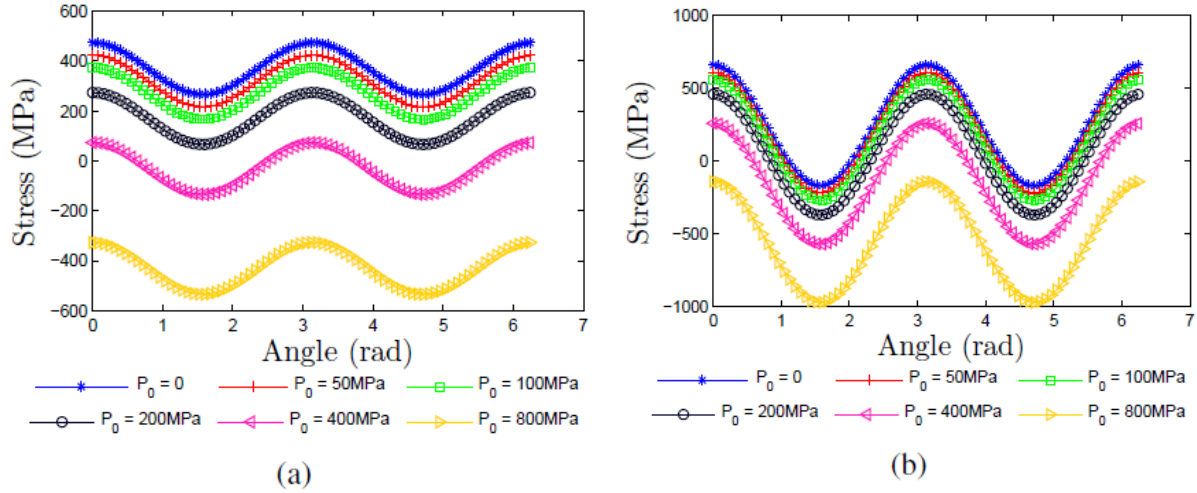 600
400
200
0
−200
−400
−600
0 1 2 3 4 5 6 7
Stress (MPa)
Angle (rad)
P0 = 0 P0 = 50MPa P0 = 100MPa
P0 = 200MPa P0 = 400MPa P0 = 800MPa
(a)
1000
500
0
−500
−1000
0 1 2 3 4 5 6 7
Stress (MPa)
Angle (rad)
P0 = 0 P0 = 50MPa P0 = 100MPa
P0 = 200MPa P0 = 400MPa P0 = 800MPa
(b)